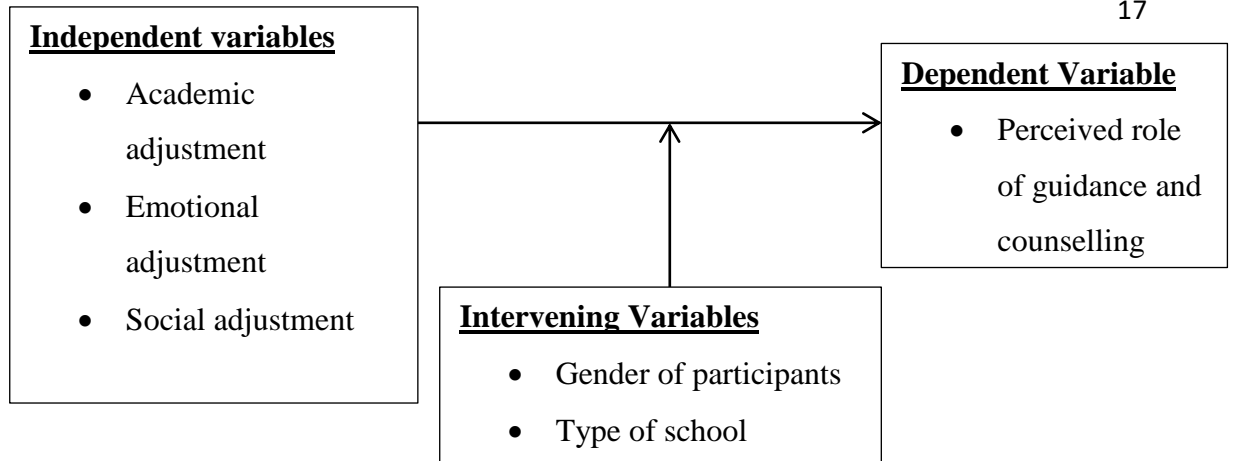 17
Independent variables
• Academic
adjustment
• Emotional
adjustment
• Social adjustment
Dependent Variable
• Perceived role
of guidance and
counselling
Intervening Variables
• Gender of participants
• Type of school